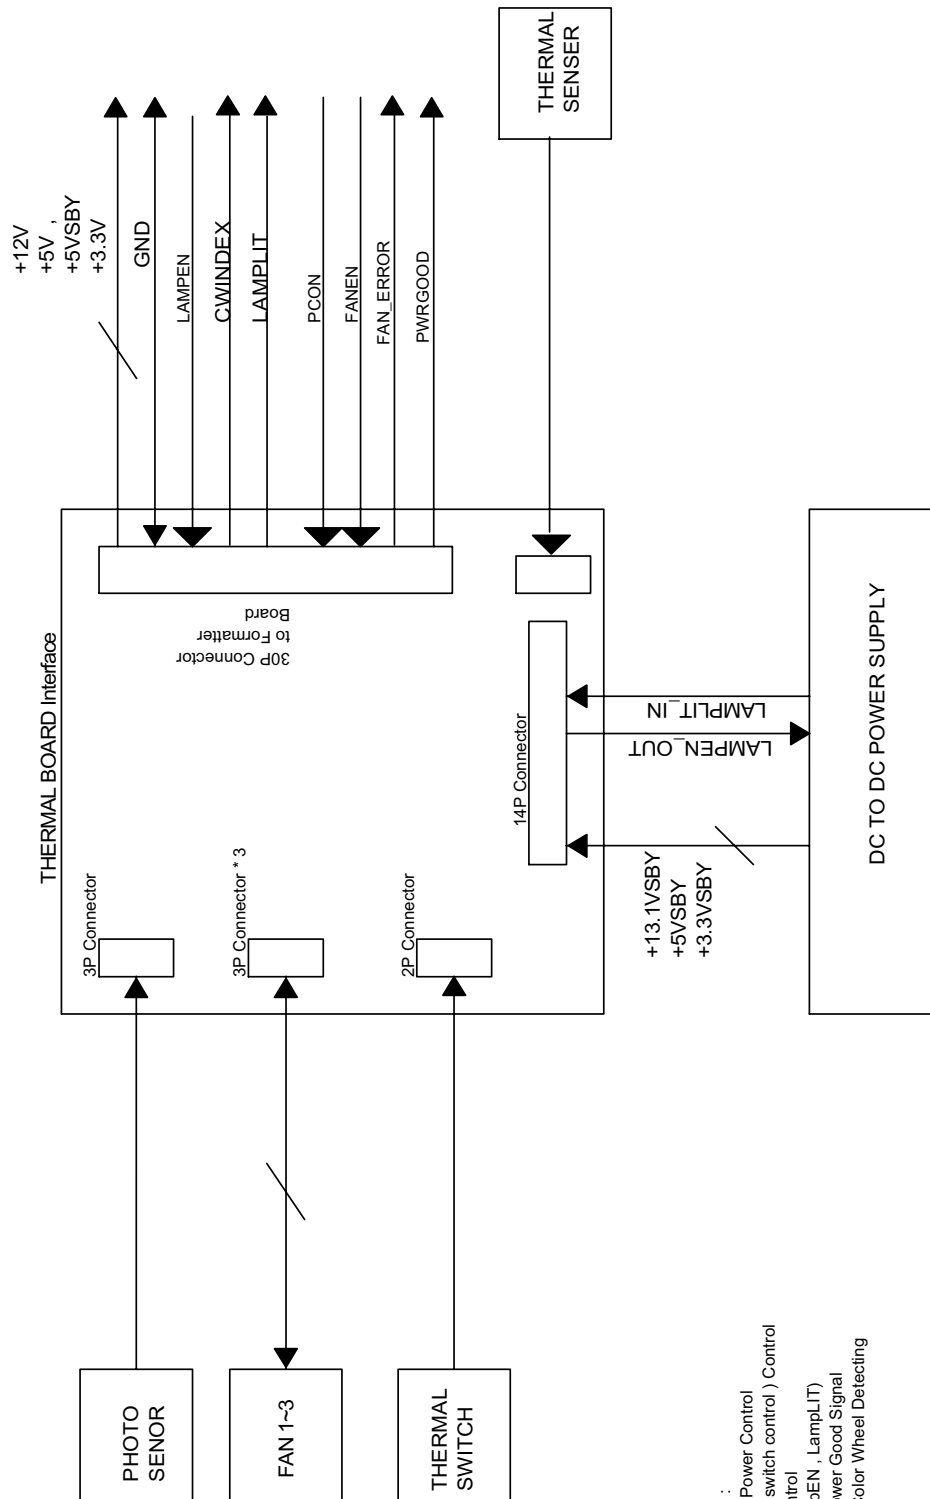 THERMAL BOARD Interface
+12V
+5V ,
+5VSBY
+3.3V
GND
LAMPEN
CWINDEX
LAMPLIT
PCON
FANEN
FAN_ERROR
PWRGOOD
THERMAL
SENSER
30P Connector
to Formatter
Board
3P Connector
3P Connector * 3
2P Connector
14P Connector
LAMPLIT_IN
LAMPEN_OUT
+13.1VSBY
+5VSBY
+3.3VSBY
DC TO DC POWER SUPPLY
PHOTO
SENOR
FAN 1~3
THERMAL
SWITCH
:
Power Control
switch control ) Control
, LampLIT)
Good Signal
Wheel Detecting